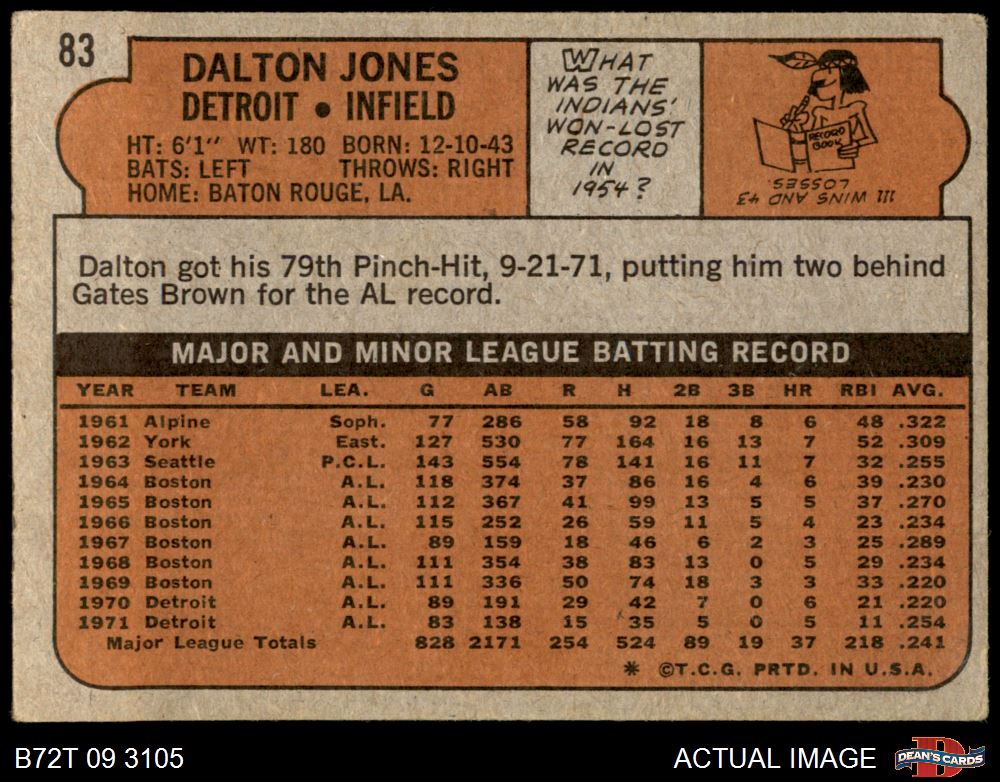 83
DALTON JONES
DETROIT • INFIELD
HT: 6'1" WT: 180 BORN: 12-10-43
BATS: LEFT THROWS: RIGHT
HOME: BATON ROUGE, LA.
WHAT
WAS THE
INDIANS'
WON-LOST
RECORD
IN
1954?
RECORD
BOOK
111 WINS AND 43
LOSSES.
Dalton got his 79th Pinch-Hit, 9-21-71, putting him two behind
Gates Brown for the AL record.
MAJOR AND MINOR LEAGUE BATTING RECORD
YEAR TEAM LEA. G AB R H 2B 3B HR RBI AVG.
1961 Alpine Soph. 77 286 58 92 18 8 6 48 .322
1962 York East. 127 530 77 164 16 13 7 52 .309
1963 Seattle P.C.L. 143 554 78 141 16 11 7 32 .255
1964 Boston A.L. 118 374 37 86 16 4 6 39 .230
1965 Boston A.L. 112 367 41 99 13 5 5 37 .270
1966 Boston A.L. 115 252 26 59 11 5 4 23 .234
1967 Boston A.L. 89 159 18 46 6 2 3 25 .289
1968 Boston A.L. 111 354 38 83 13 0 5 29 .234
1969 Boston A.L. 111 336 50 74 18 3 3 33 .220
1970 Detroit A.L. 89 191 29 42 7 0 6 21 .220
1971 Detroit A.L. 83 138 15 35 5 0 5 11 .254
Major League Totals 828 2171 254 524 89 19 37 218 .241
* ©T.C.G. PRTD. IN U.S.A.
B72T 09 3105
ACTUAL IMAGE
D
DEAN'S CARDS